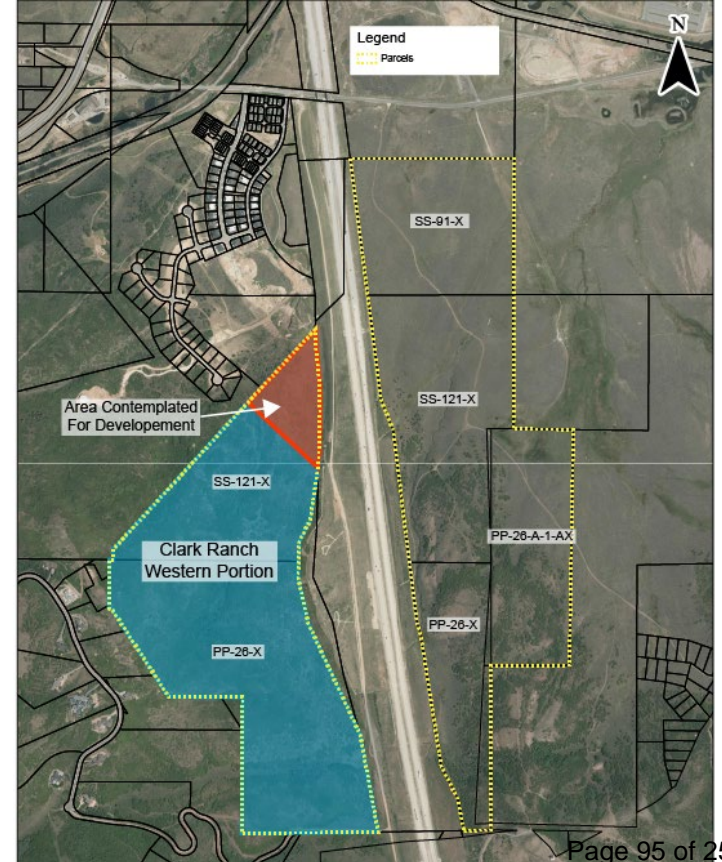 N
Legend
Parcels
SS-91-X
SS-121-X
Area Contemplated
For Developement
SS-121-X
Clark Ranch
Western Portion
PP-26-A-1-AX
PP-26-X
PP-26-X
Page 95 of